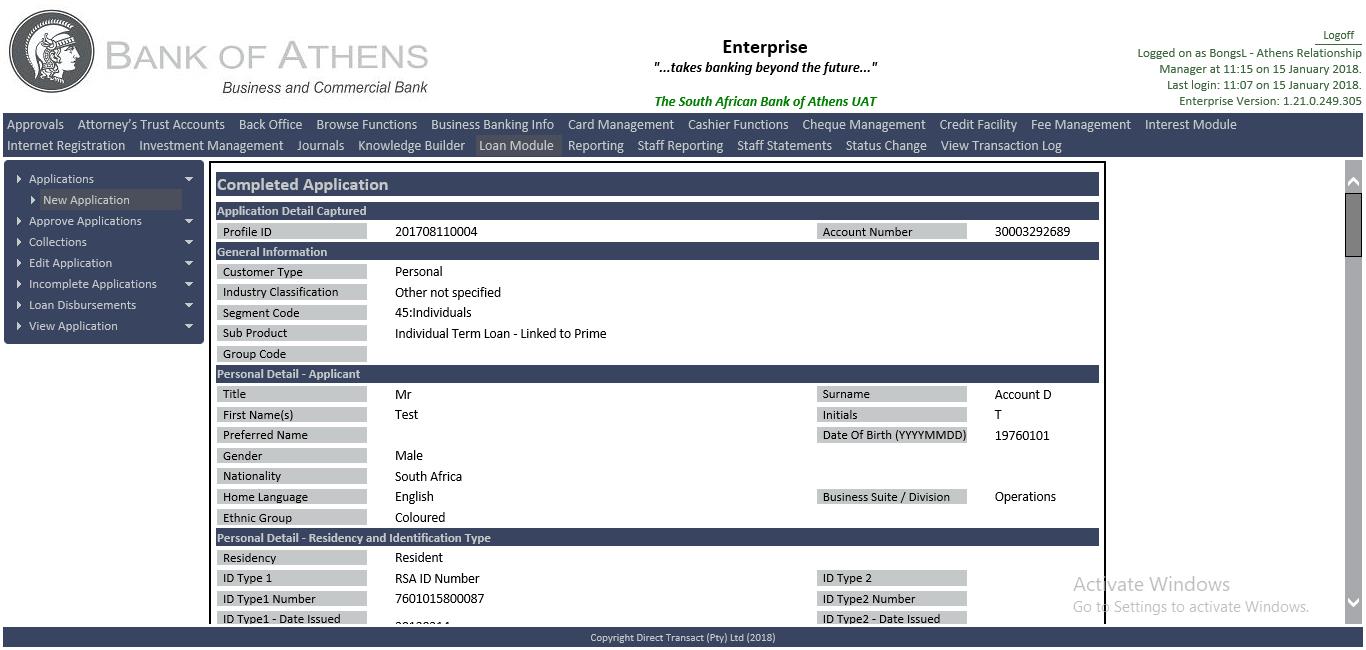 BANK OF ATHENS
Business and Commercial Bank
Enterprise
"...takes banking beyond the future..."
The South African Bank of Athens UAT
Logoff
Logged on as BongsL - Athens Relationship
Manager at 11:15 on 15 January 2018.
Last login: 11:07 on 15 January 2018.
Enterprise Version: 1.21.0.249.305
Approvals Attorney's Trust Accounts Back Office Browse Functions Business Banking Info Card Management Cashier Functions Cheque Management Credit Facility Fee Management Interest Module
Internet Registration Investment Management Journals Knowledge Builder Loan Module Reporting Staff Reporting Staff Statements Status Change View Transaction Log
Applications
New Application
Approve Applications
Collections
Edit Application
Incomplete Applications
Loan Disbursements
View Application
Completed Application
Application Detail Captured
Profile ID 201708110004 Account Number 30003292689
General Information
Customer Type Personal
Industry Classification Other not specified
Segment Code 45:Individuals
Sub Product Individual Term Loan - Linked to Prime
Group Code
Personal Detail - Applicant
Title Mr Surname Account D
First Name(s) Test Initials T
Preferred Name Date Of Birth (YYYYMMDD) 19760101
Gender Male
Nationality South Africa
Home Language English Business Suite / Division Operations
Ethnic Group Coloured
Personal Detail - Residency and Identification Type
Residency Resident
ID Type 1 RSA ID Number ID Type 2
ID Type1 Number 7601015800087 ID Type2 Number
ID Type1 - Date Issued ID Type2 - Date Issued
Activate Windows
Go to Settings to activate Windows.
Copyright Direct Transact (Pty) Ltd (2018)